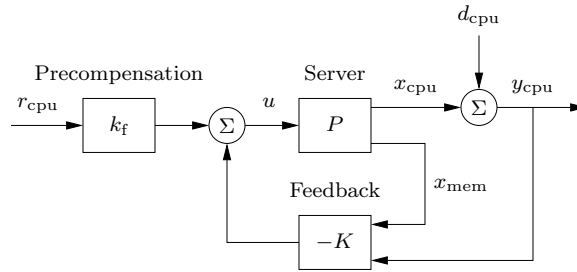 d_cpu
Precompensation Server x_cpu y_cpu
r_cpu u
k_f Σ P Σ
Feedback x_mem
−K